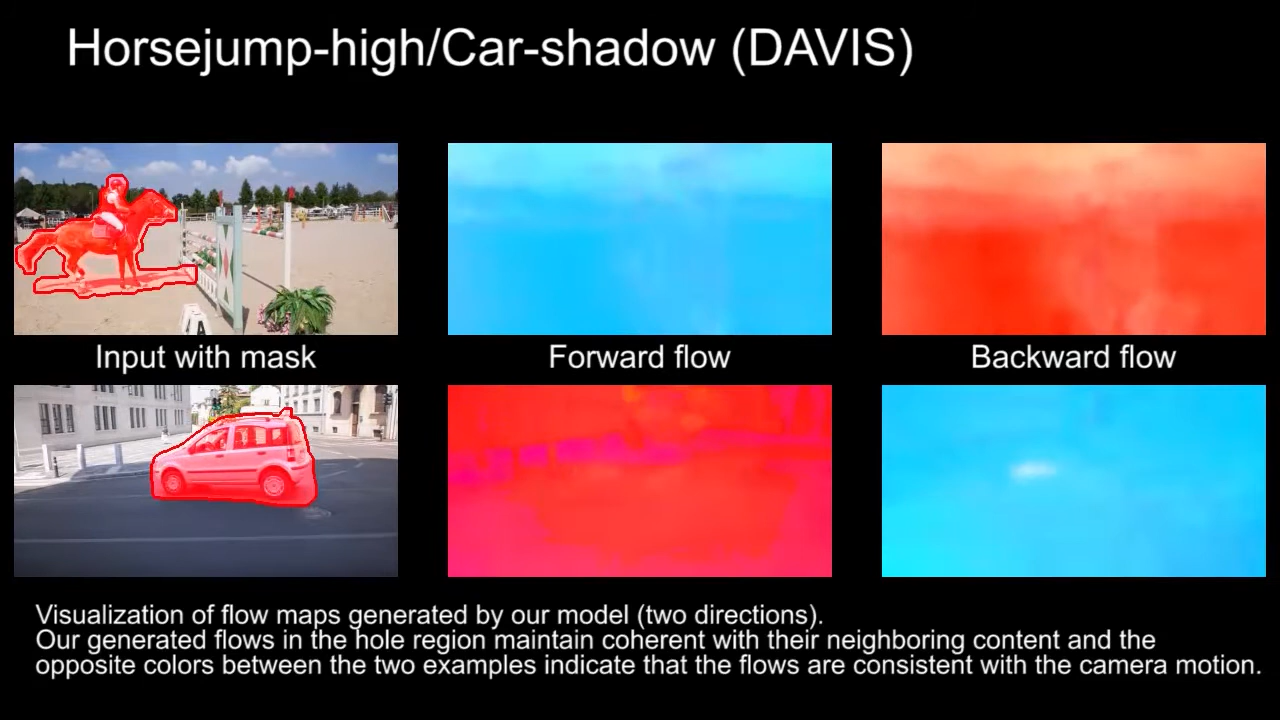 Horsejump-high/Car-shadow (DAVIS)
Input with mask
Forward flow
Backward flow
Visualization of flow maps generated by our model (two directions).
Our generated flows in the hole region maintain coherent with their neighboring content and the
opposite colors between the two examples indicate that the flows are consistent with the camera motion.